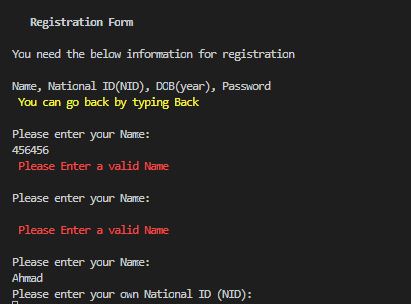 Registration Form
You need the below information for registration
Name, National ID(NID), DOB(year), Password
You can go back by typing Back
Please enter your Name:
456456
Please Enter a valid Name
Please enter your Name:
Please Enter a valid Name
Please enter your Name:
Ahmad
Please enter your own National ID (NID):